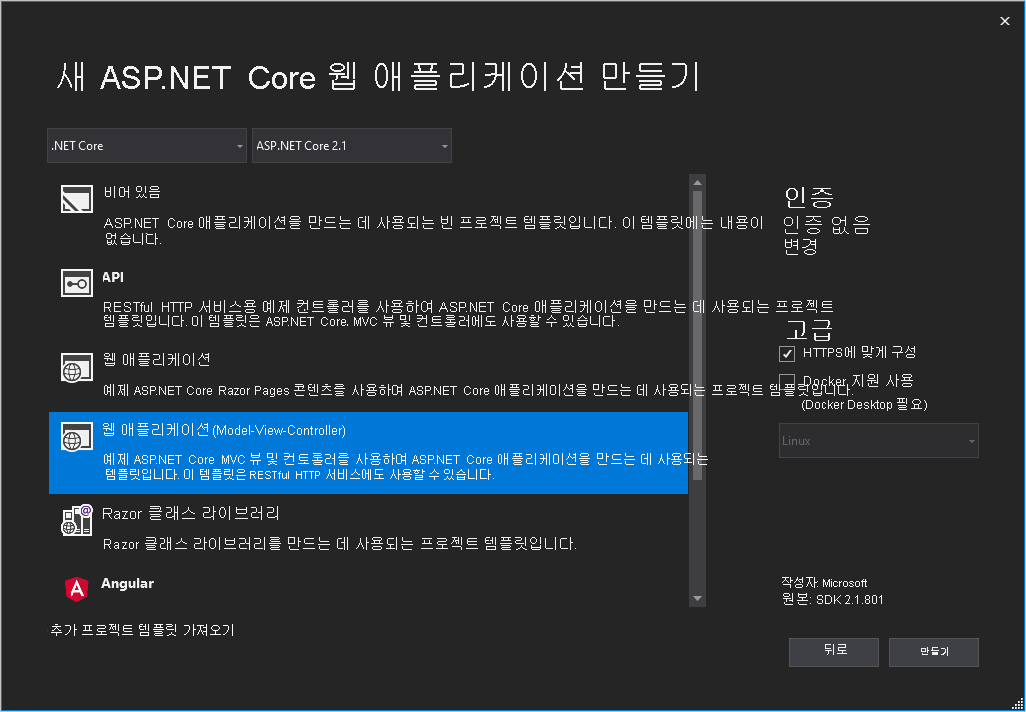 새 ASP.NET Core 웹 애플리케이션 만들기
.NET Core
ASP.NET Core 2.1
비어 있음
ASP.NET Core 애플리케이션을 만드는 데 사용되는 빈 프로젝트 템플릿입니다. 이 템플릿에는 내용이
없습니다.
API
RESTful HTTP 서비스용 예제 컨트롤러를 사용하여 ASP.NET Core 애플리케이션을 만드는 데 사용되는 프로젝트
템플릿입니다. 이 템플릿은 ASP.NET Core. MVC 뷰 및 컨트롤러에도 사용할 수 있습니다.
웹 애플리케이션
예제 ASP.NET Core Razor Pages 콘텐츠를 사용하여 ASP.NET Core 애플리케이션을 만드는 데 사용되는 프로젝트 템플릿입니다.
웹 애플리케이션(Model-View-Controller)
예제 ASP.NET Core MVC 뷰 및 컨트롤러를 사용하여 ASP.NET Core 애플리케이션을 만드는 데 사용되는
템플릿입니다. 이 템플릿은 RESTful HTTP 서비스에도 사용할 수 있습니다.
Razor 클래스 라이브러리
Razor 클래스 라이브러리를 만드는 데 사용되는 프로젝트 템플릿입니다.
Angular
추가 프로젝트 템플릿 가져오기
인증
인증 없음
변경
고급
HTTPS에 맞게 구성
Docker 지원 사용
(Docker Desktop 필요)
Linux
작성자: Microsoft
원본: SDK 2.1.801
뒤로
만들기